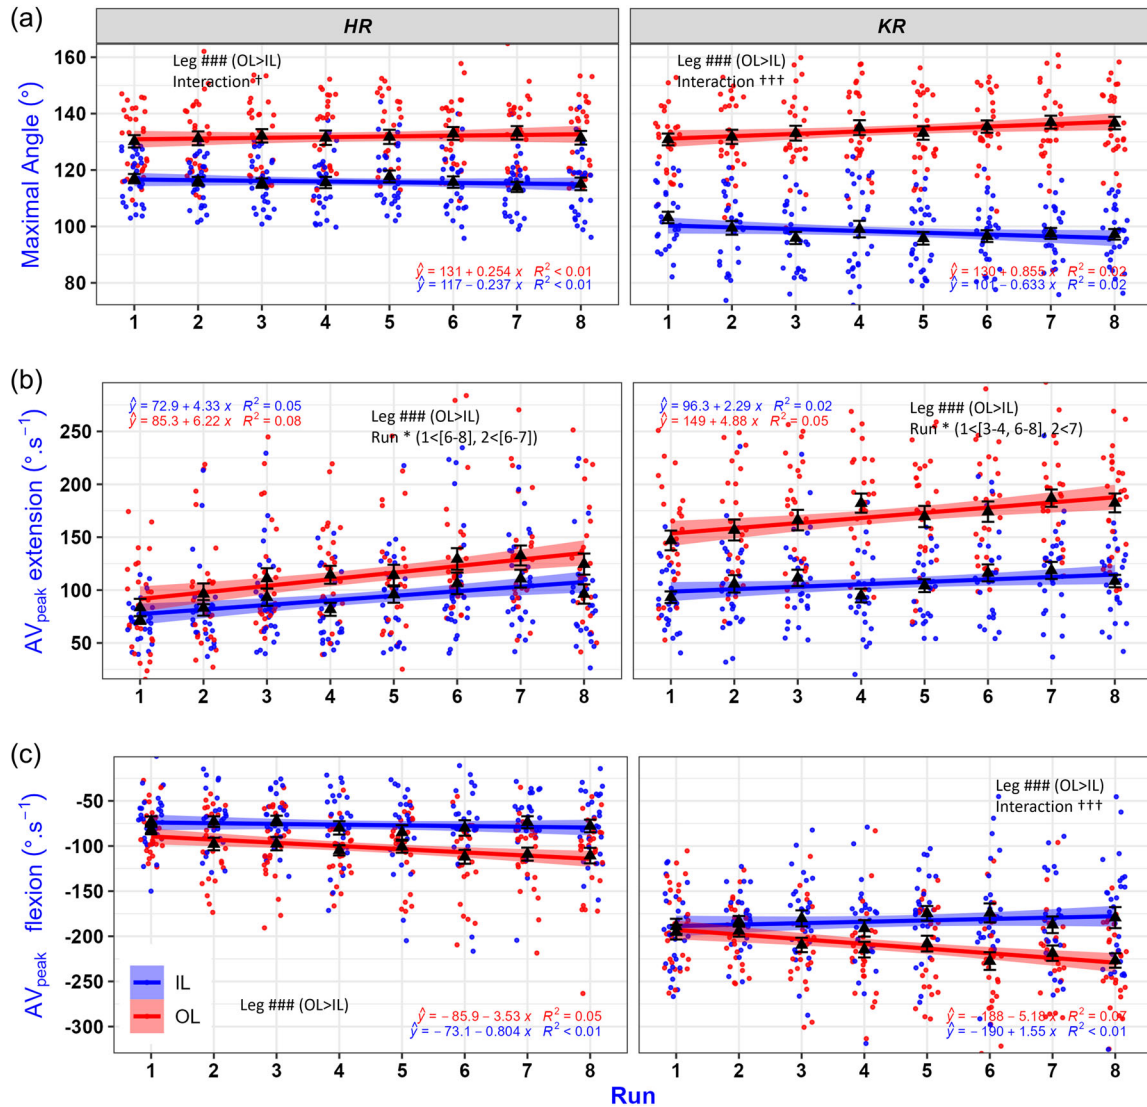 (a)
HR
KR
Maximal Angle (°)
160
140
120
100
80
Leg ### (OL>IL)
Interaction †
ŷ = 131 + 0.254 x R² < 0.01
ŷ = 117 − 0.237 x R² < 0.01
1 2 3 4 5 6 7 8
Leg ### (OL>IL)
Interaction †††
ŷ = 130 + 0.855 x R² = 0.02
ŷ = 101 − 0.633 x R² = 0.02
1 2 3 4 5 6 7 8
(b)
AVpeak extension (°.s⁻¹)
250
200
150
100
50
ŷ = 72.9 + 4.33 x R² = 0.05
ŷ = 85.3 + 6.22 x R² = 0.08
Leg ### (OL>IL)
Run * (1<[6-8], 2<[6-7])
1 2 3 4 5 6 7 8
ŷ = 96.3 + 2.29 x R² = 0.02
ŷ = 149 + 4.88 x R² = 0.05
Leg ### (OL>IL)
Run * (1<[3-4, 6-8], 2<7)
1 2 3 4 5 6 7 8
(c)
AVpeak flexion (°.s⁻¹)
-50
-100
-150
-200
-250
-300
IL
OL
Leg ### (OL>IL)
ŷ = − 85.9 − 3.53 x R² = 0.05
ŷ = − 73.1 − 0.804 x R² < 0.01
1 2 3 4 5 6 7 8
Leg ### (OL>IL)
Interaction †††
ŷ = − 188 − 5.18 x R² = 0.07
ŷ = − 190 + 1.55 x R² < 0.01
1 2 3 4 5 6 7 8
Run